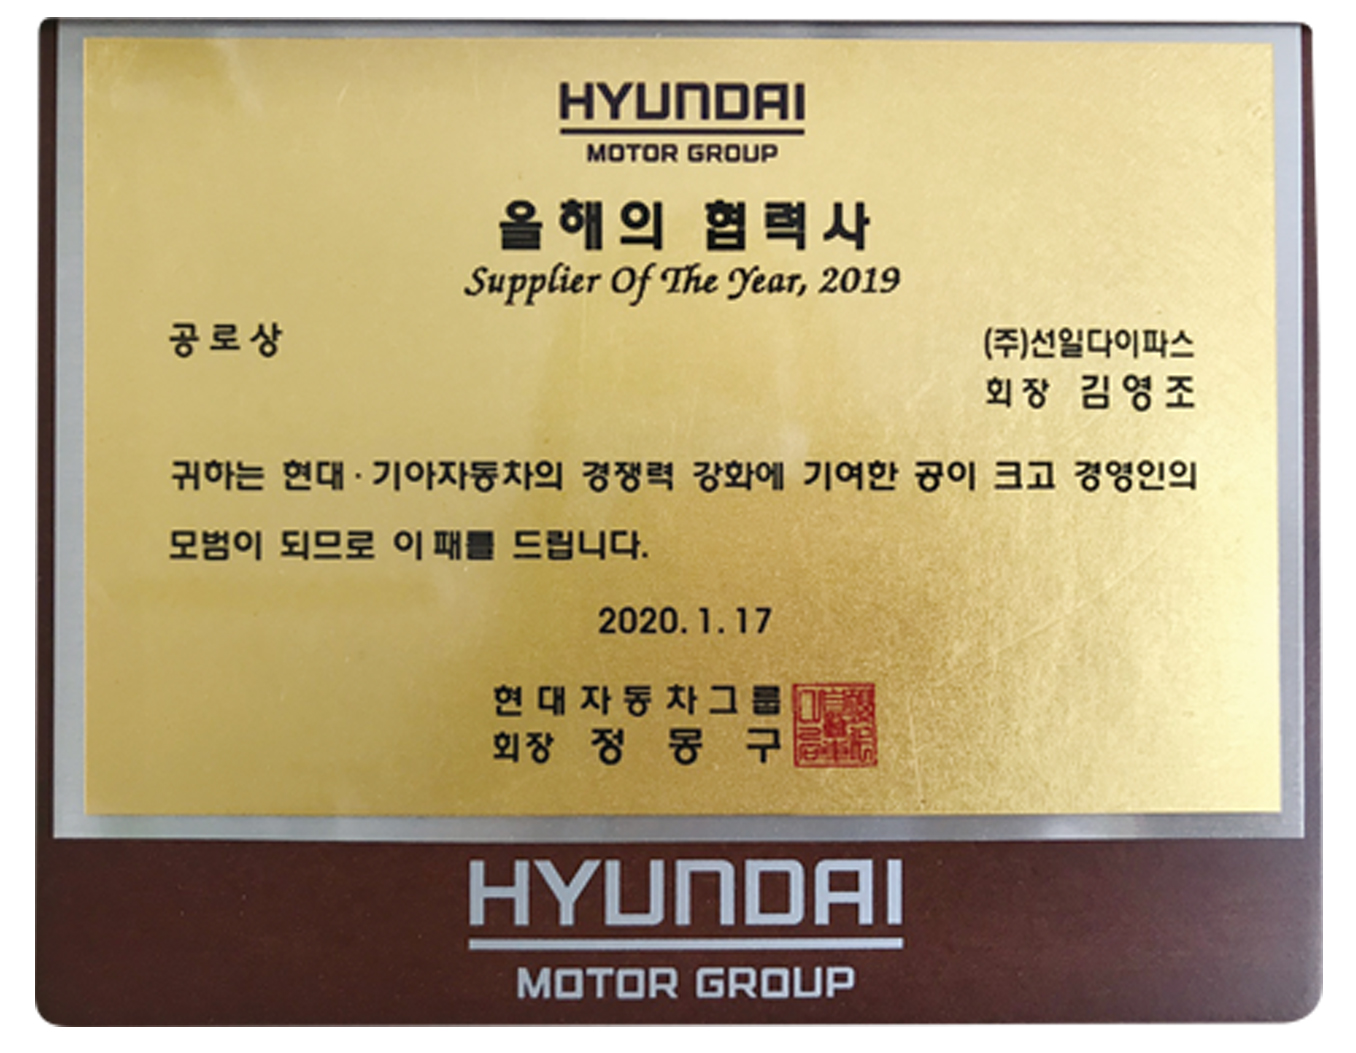 HYUNDAI
MOTOR GROUP
올해의 협력사
Supplier Of The Year, 2019
공로상
(주)선일다이파스
회장 김영조
귀하는 현대·기아자동차의 경쟁력 강화에 기여한 공이 크고 경영인의
모범이 되므로 이 패를 드립니다.
2020.1.17
현대자동차그룹
회장 정몽구
HYUNDAI
MOTOR GROUP